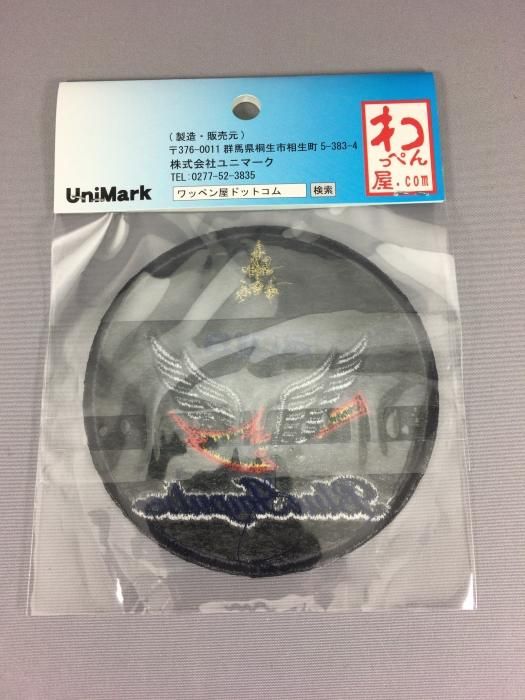 (製造・販売元)
〒376-0011 群馬県桐生市相生町 5-383-4
株式会社ユニマーク
TEL:0277-52-3835
UniMark
ワッペン屋ドットコム 検索
わっぺん
屋.com